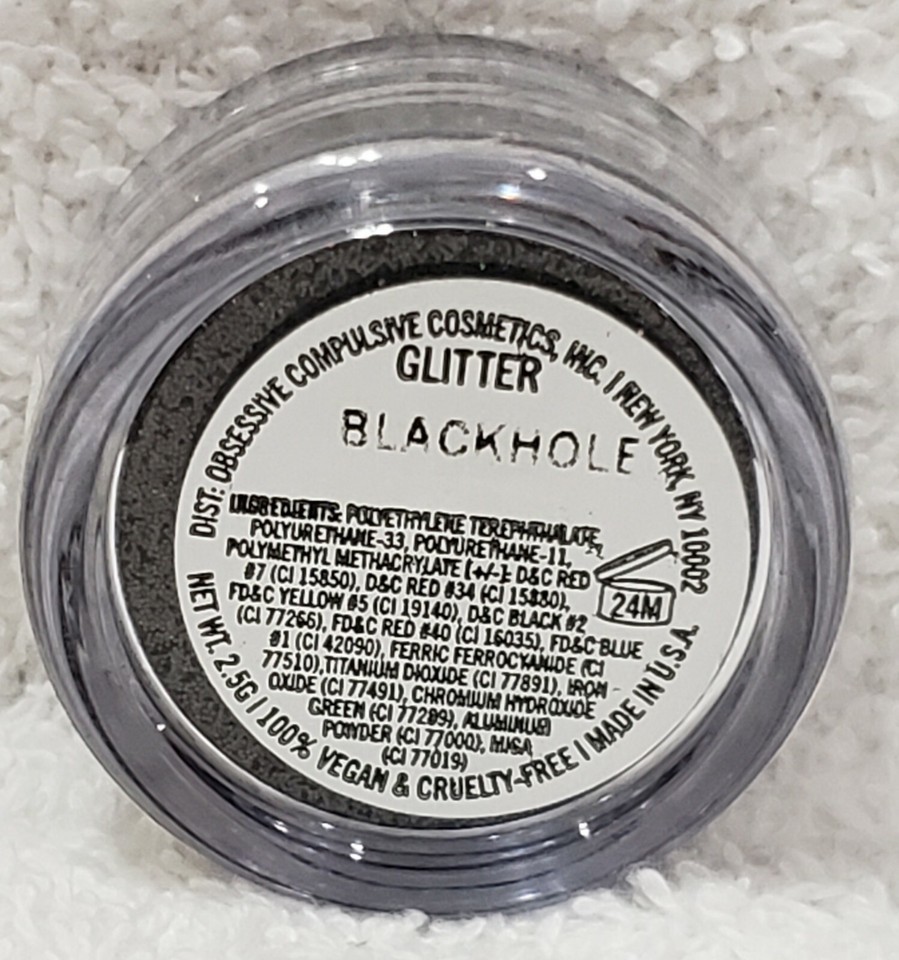 DIST: OBSESSIVE COMPULSIVE COSMETICS, INC. | NEW YORK, NY 10002
GLITTER
BLACKHOLE
INGREDIENTS: POLYETHYLENE TEREPHTHALATE,
POLYURETHANE-33, POLYURETHANE-11,
POLYMETHYL METHACRYLATE [+/-]: D&C RED
#7 (CI 15850), D&C RED #34 (CI 15880),
FD&C YELLOW #5 (CI 19140), D&C BLACK #2
(CI 77266), FD&C RED #40 (CI 16035), FD&C BLUE
#1 (CI 42090), FERRIC FERROCYANIDE (CI
77510), TITANIUM DIOXIDE (CI 77891), IRON
OXIDE (CI 77491), CHROMIUM HYDROXIDE
GREEN (CI 77289), ALUMINUM
POWDER (CI 77000), MICA
(CI 77019)
24M
NET WT. 2.5G | 100% VEGAN & CRUELTY-FREE | MADE IN U.S.A.